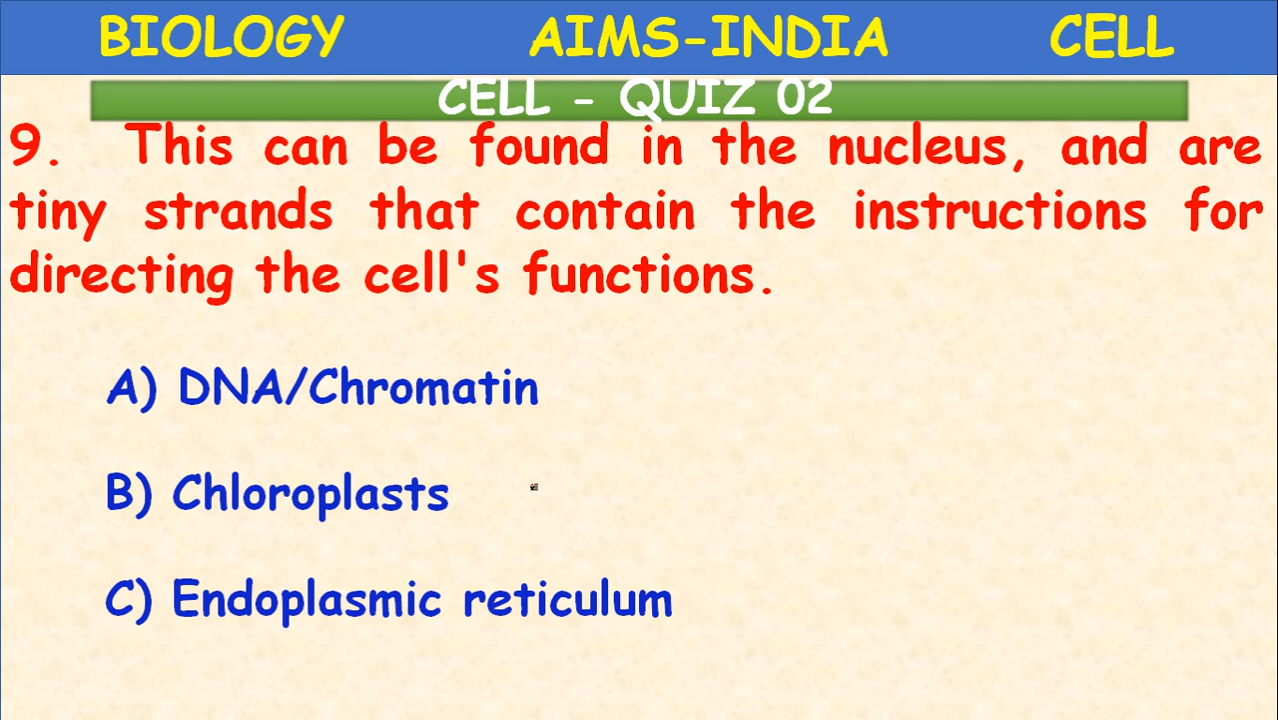 BIOLOGY AIMS-INDIA CELL
CELL - QUIZ 02
9. This can be found in the nucleus, and are
tiny strands that contain the instructions for
directing the cell's functions.
A) DNA/Chromatin
B) Chloroplasts
C) Endoplasmic reticulum